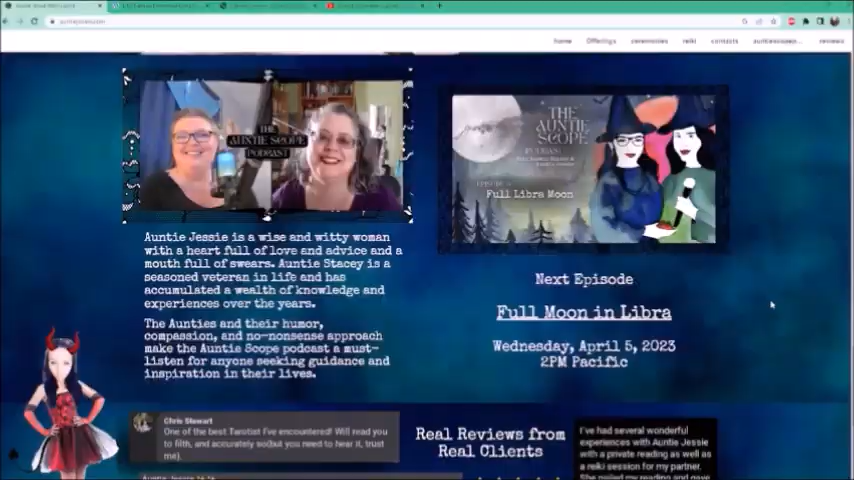 home Offerings ceremonies reiki contacts auntiescope... reviews
THE
AUNTIE SCOPE
PODCAST
THE
AUNTIE
SCOPE
Full Libra Moon
Auntie Jessie is a wise and witty woman
with a heart full of love and advice and a
mouth full of swears. Auntie Stacey is a
seasoned veteran in life and has
accumulated a wealth of knowledge and
experiences over the years.
The Aunties and their humor,
compassion, and no-nonsense approach
make the Auntie Scope podcast a must-
listen for anyone seeking guidance and
inspiration in their lives.
Next Episode
Full Moon in Libra
Wednesday, April 5, 2023
2PM Pacific
Chris Stewart
One of the best Tarotist I've encountered! Will read you
to filth, and accurately so(but you need to hear it, trust
me).
Real Reviews from
Real Clients
I've had several wonderful
experiences with Auntie Jessie
with a private reading as well as
a reiki session for my partner.
She nailed my reading and gave